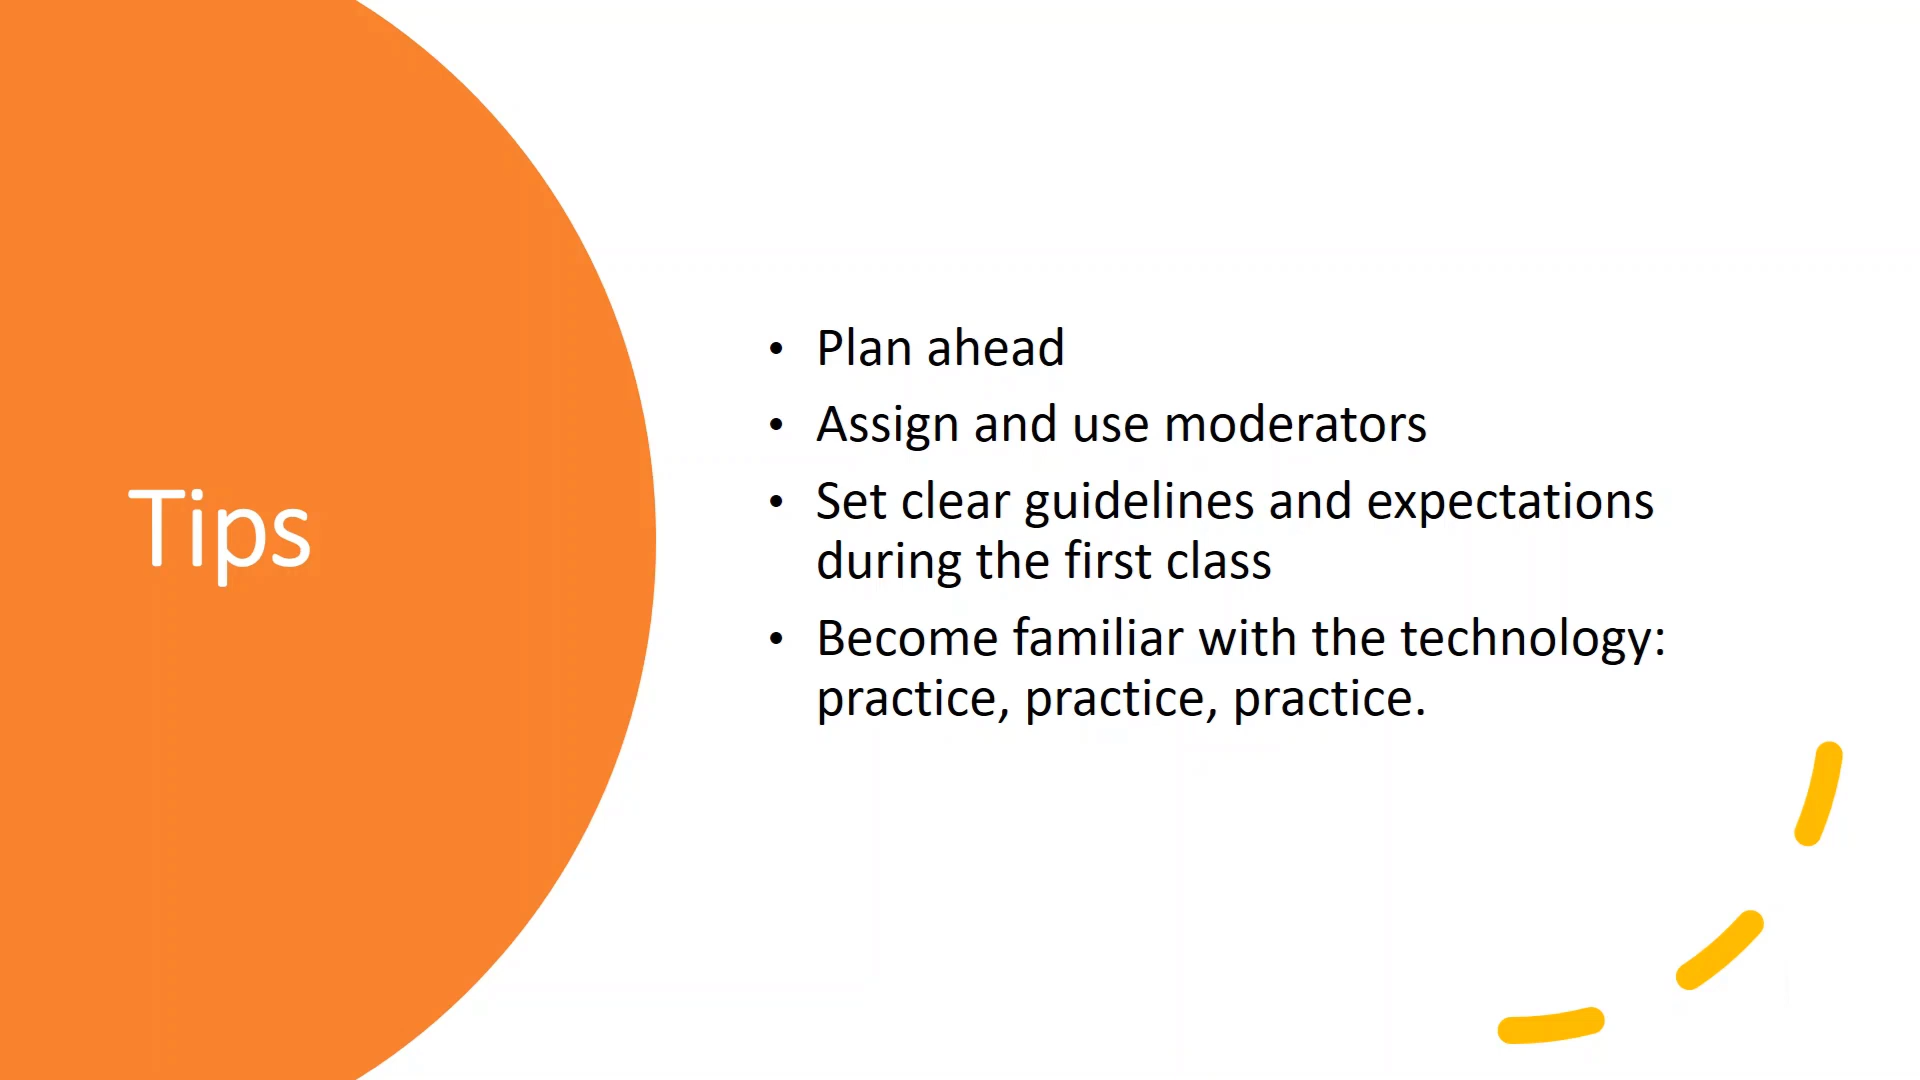 Tips
• Plan ahead
• Assign and use moderators
• Set clear guidelines and expectations
during the first class
• Become familiar with the technology:
practice, practice, practice.